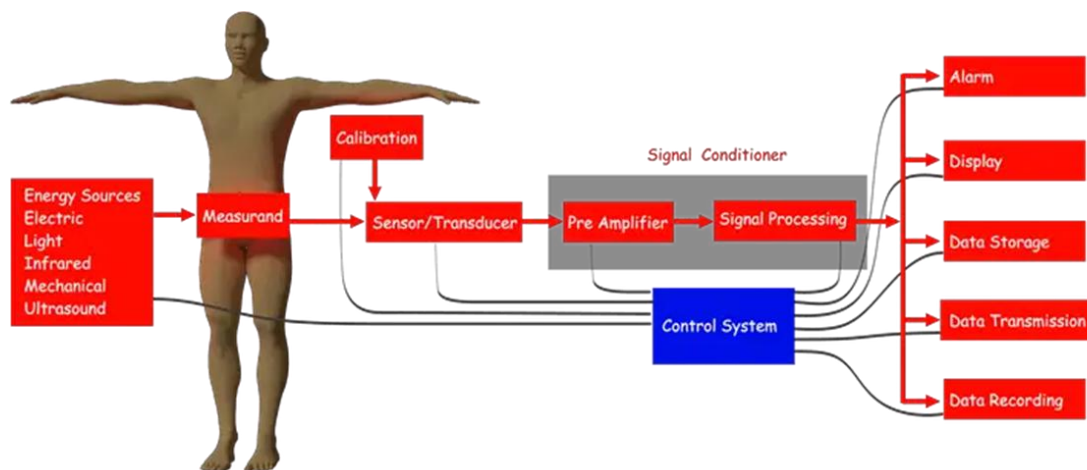 Energy Sources
Electric
Light
Infrared
Mechanical
Ultrasound
Measurand
Calibration
Sensor/Transducer
Signal Conditioner
Pre Amplifier
Signal Processing
Control System
Alarm
Display
Data Storage
Data Transmission
Data Recording